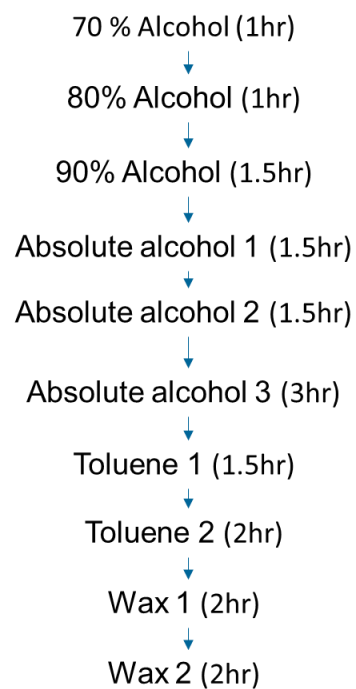 70 % Alcohol (1hr)
80% Alcohol (1hr)
90% Alcohol (1.5hr)
Absolute alcohol 1 (1.5hr)
Absolute alcohol 2 (1.5hr)
Absolute alcohol 3 (3hr)
Toluene 1 (1.5hr)
Toluene 2 (2hr)
Wax 1 (2hr)
Wax 2 (2hr)